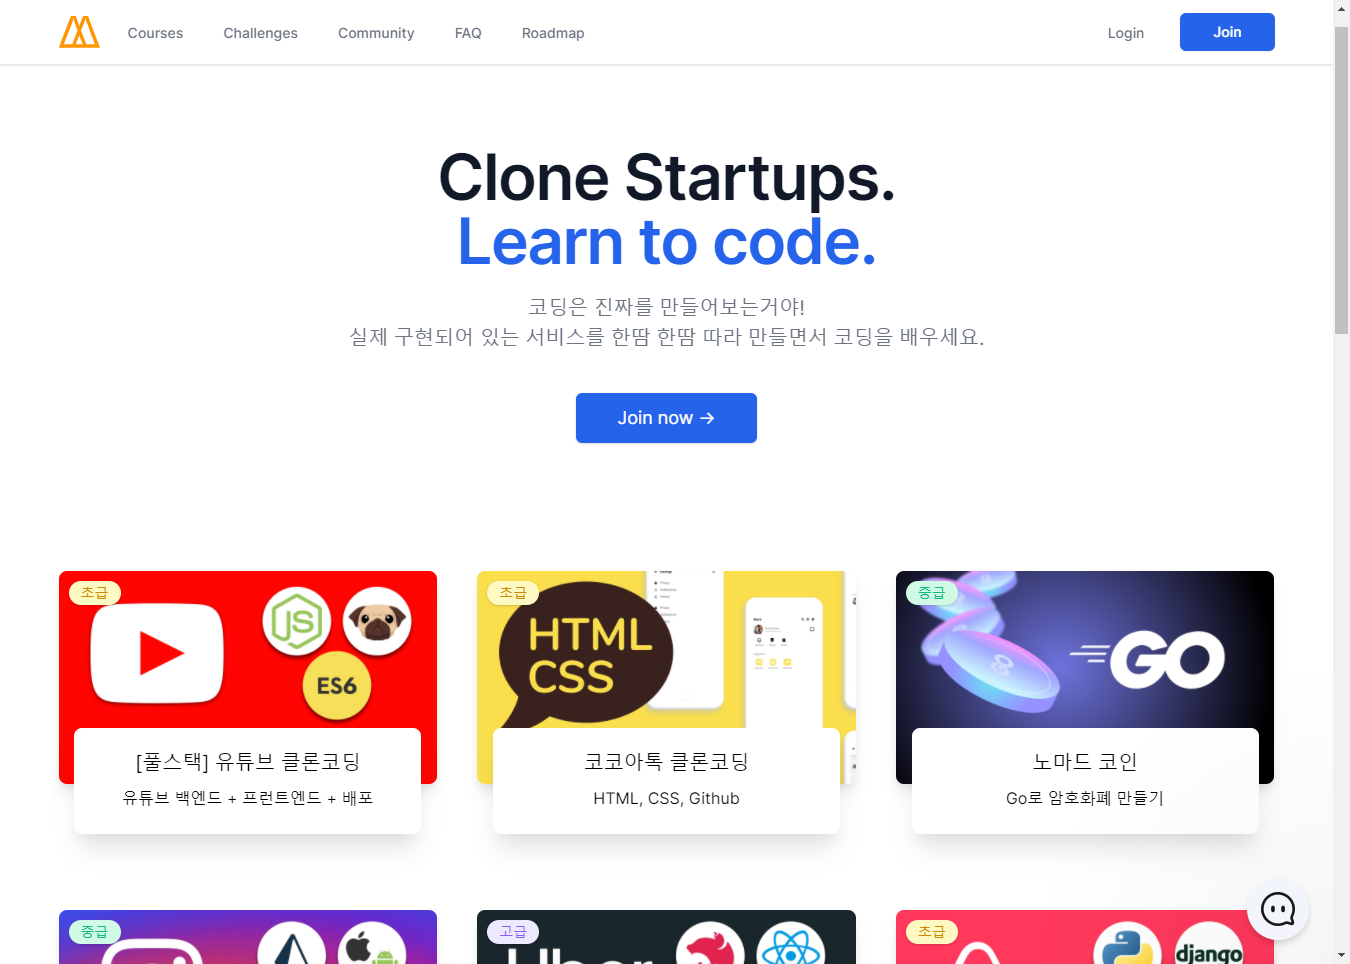 Courses Challenges Community FAQ Roadmap Login Join
Clone Startups.
Learn to code.
코딩은 진짜를 만들어보는거야!
실제 구현되어 있는 서비스를 한땀 한땀 따라 만들면서 코딩을 배우세요.
Join now →
초급
JS
ES6
[풀스택] 유튜브 클론코딩
유튜브 백엔드 + 프런트엔드 + 배포
초급
HTML
CSS
코코아톡 클론코딩
HTML, CSS, Github
중급
GO
노마드 코인
Go로 암호화폐 만들기
중급
고급
Uber
초급
django